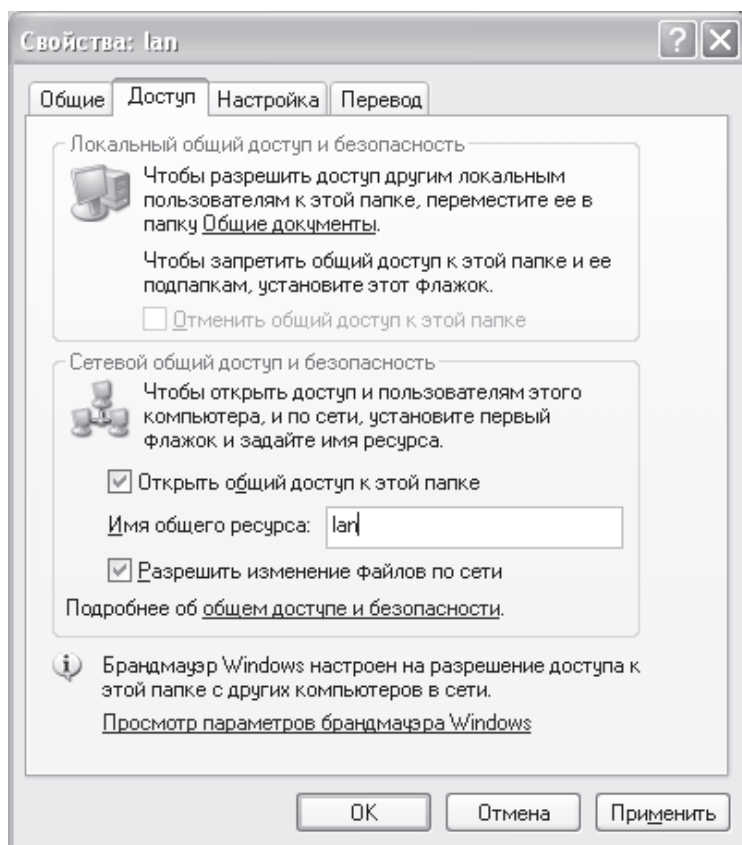 Свойства: lan
Общие Доступ Настройка Перевод
Локальный общий доступ и безопасность
Чтобы разрешить доступ другим локальным
пользователям к этой папке, переместите ее в
папку Общие документы.
Чтобы запретить общий доступ к этой папке и ее
подпапкам, установите этот флажок.
Отменить общий доступ к этой папке
Сетевой общий доступ и безопасность
Чтобы открыть доступ и пользователям этого
компьютера, и по сети, установите первый
флажок и задайте имя ресурса.
Открыть общий доступ к этой папке
Имя общего ресурса: lan
Разрешить изменение файлов по сети
Подробнее об общем доступе и безопасности.
Брандмауэр Windows настроен на разрешение доступа к
этой папке с других компьютеров в сети.
Просмотр параметров брандмауэра Windows
OK Отмена Применить